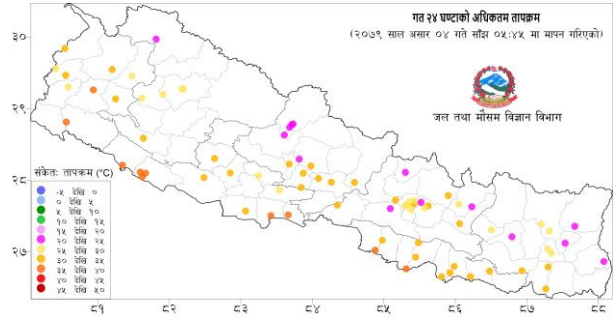 गत २४ घण्टाको अधिकतम तापक्रम
(२०७९ साल असार ०४ गते साँझ ०५:४५ मा मापन गरिएको)
जल तथा मौसम विज्ञान विभाग
३०
२९
२८
२७
संकेतः तापक्रम (°C)
-५ देखि ०
० देखि ५
५ देखि १०
१० देखि १५
१५ देखि २०
२० देखि २५
२५ देखि ३०
३० देखि ३५
३५ देखि ४०
४० देखि ४५
४५ देखि ५०
८१ ८२ ८३ ८४ ८५ ८६ ८७ ८८